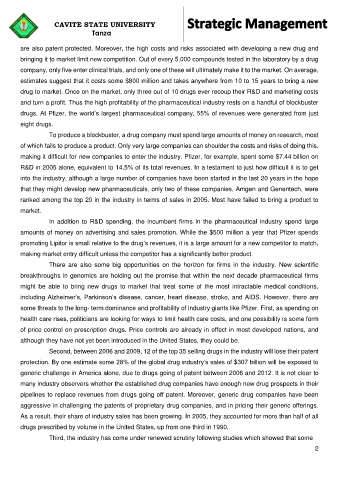 CAVITE STATE UNIVERSITY
Tanza
Strategic Management
are also patent protected. Moreover, the high costs and risks associated with developing a new drug and
bringing it to market limit new competition. Out of every 5,000 compounds tested in the laboratory by a drug
company, only five enter clinical trials, and only one of these will ultimately make it to the market. On average,
estimates suggest that it costs some $800 million and takes anywhere from 10 to 15 years to bring a new
drug to market. Once on the market, only three out of 10 drugs ever recoup their R&D and marketing costs
and turn a profit. Thus the high profitability of the pharmaceutical industry rests on a handful of blockbuster
drugs. At Pfizer, the world's largest pharmaceutical company, 55% of revenues were generated from just
eight drugs.
To produce a blockbuster, a drug company must spend large amounts of money on research, most
of which fails to produce a product. Only very large companies can shoulder the costs and risks of doing this,
making it difficult for new companies to enter the industry. Pfizer, for example, spent some $7.44 billion on
R&D in 2005 alone, equivalent to 14.5% of its total revenues. In a testament to just how difficult it is to get
into the industry, although a large number of companies have been started in the last 20 years in the hope
that they might develop new pharmaceuticals, only two of these companies, Amgen and Genentech, were
ranked among the top 20 in the industry in terms of sales in 2005. Most have failed to bring a product to
market.
In addition to R&D spending, the incumbent firms in the pharmaceutical industry spend large
amounts of money on advertising and sales promotion. While the $500 million a year that Pfizer spends
promoting Lipitor is small relative to the drug's revenues, it is a large amount for a new competitor to match,
making market entry difficult unless the competitor has a significantly better product.
There are also some big opportunities on the horizon for firms in the industry. New scientific
breakthroughs in genomics are holding out the promise that within the next decade pharmaceutical firms
might be able to bring new drugs to market that treat some of the most intractable medical conditions,
including Alzheimer's, Parkinson's disease, cancer, heart disease, stroke, and AIDS. However, there are
some threats to the long- term dominance and profitability of industry giants like Pfizer. First, as spending on
health care rises, politicians are looking for ways to limit health care costs, and one possibility is some form
of price control on prescription drugs. Price controls are already in effect in most developed nations, and
although they have not yet been introduced in the United States, they could be.
Second, between 2006 and 2009, 12 of the top 35 selling drugs in the industry will lose their patent
protection. By one estimate some 28% of the global drug industry's sales of $307 billion will be exposed to
generic challenge in America alone, due to drugs going of patent between 2006 and 2012. It is not clear to
many industry observers whether the established drug companies have enough new drug prospects in their
pipelines to replace revenues from drugs going off patent. Moreover, generic drug companies have been
aggressive in challenging the patents of proprietary drug companies, and in pricing their generic offerings.
As a result, their share of industry sales has been growing. In 2005, they accounted for more than half of all
drugs prescribed by volume in the United States, up from one third in 1990.
Third, the industry has come under renewed scrutiny following studies which showed that some
2